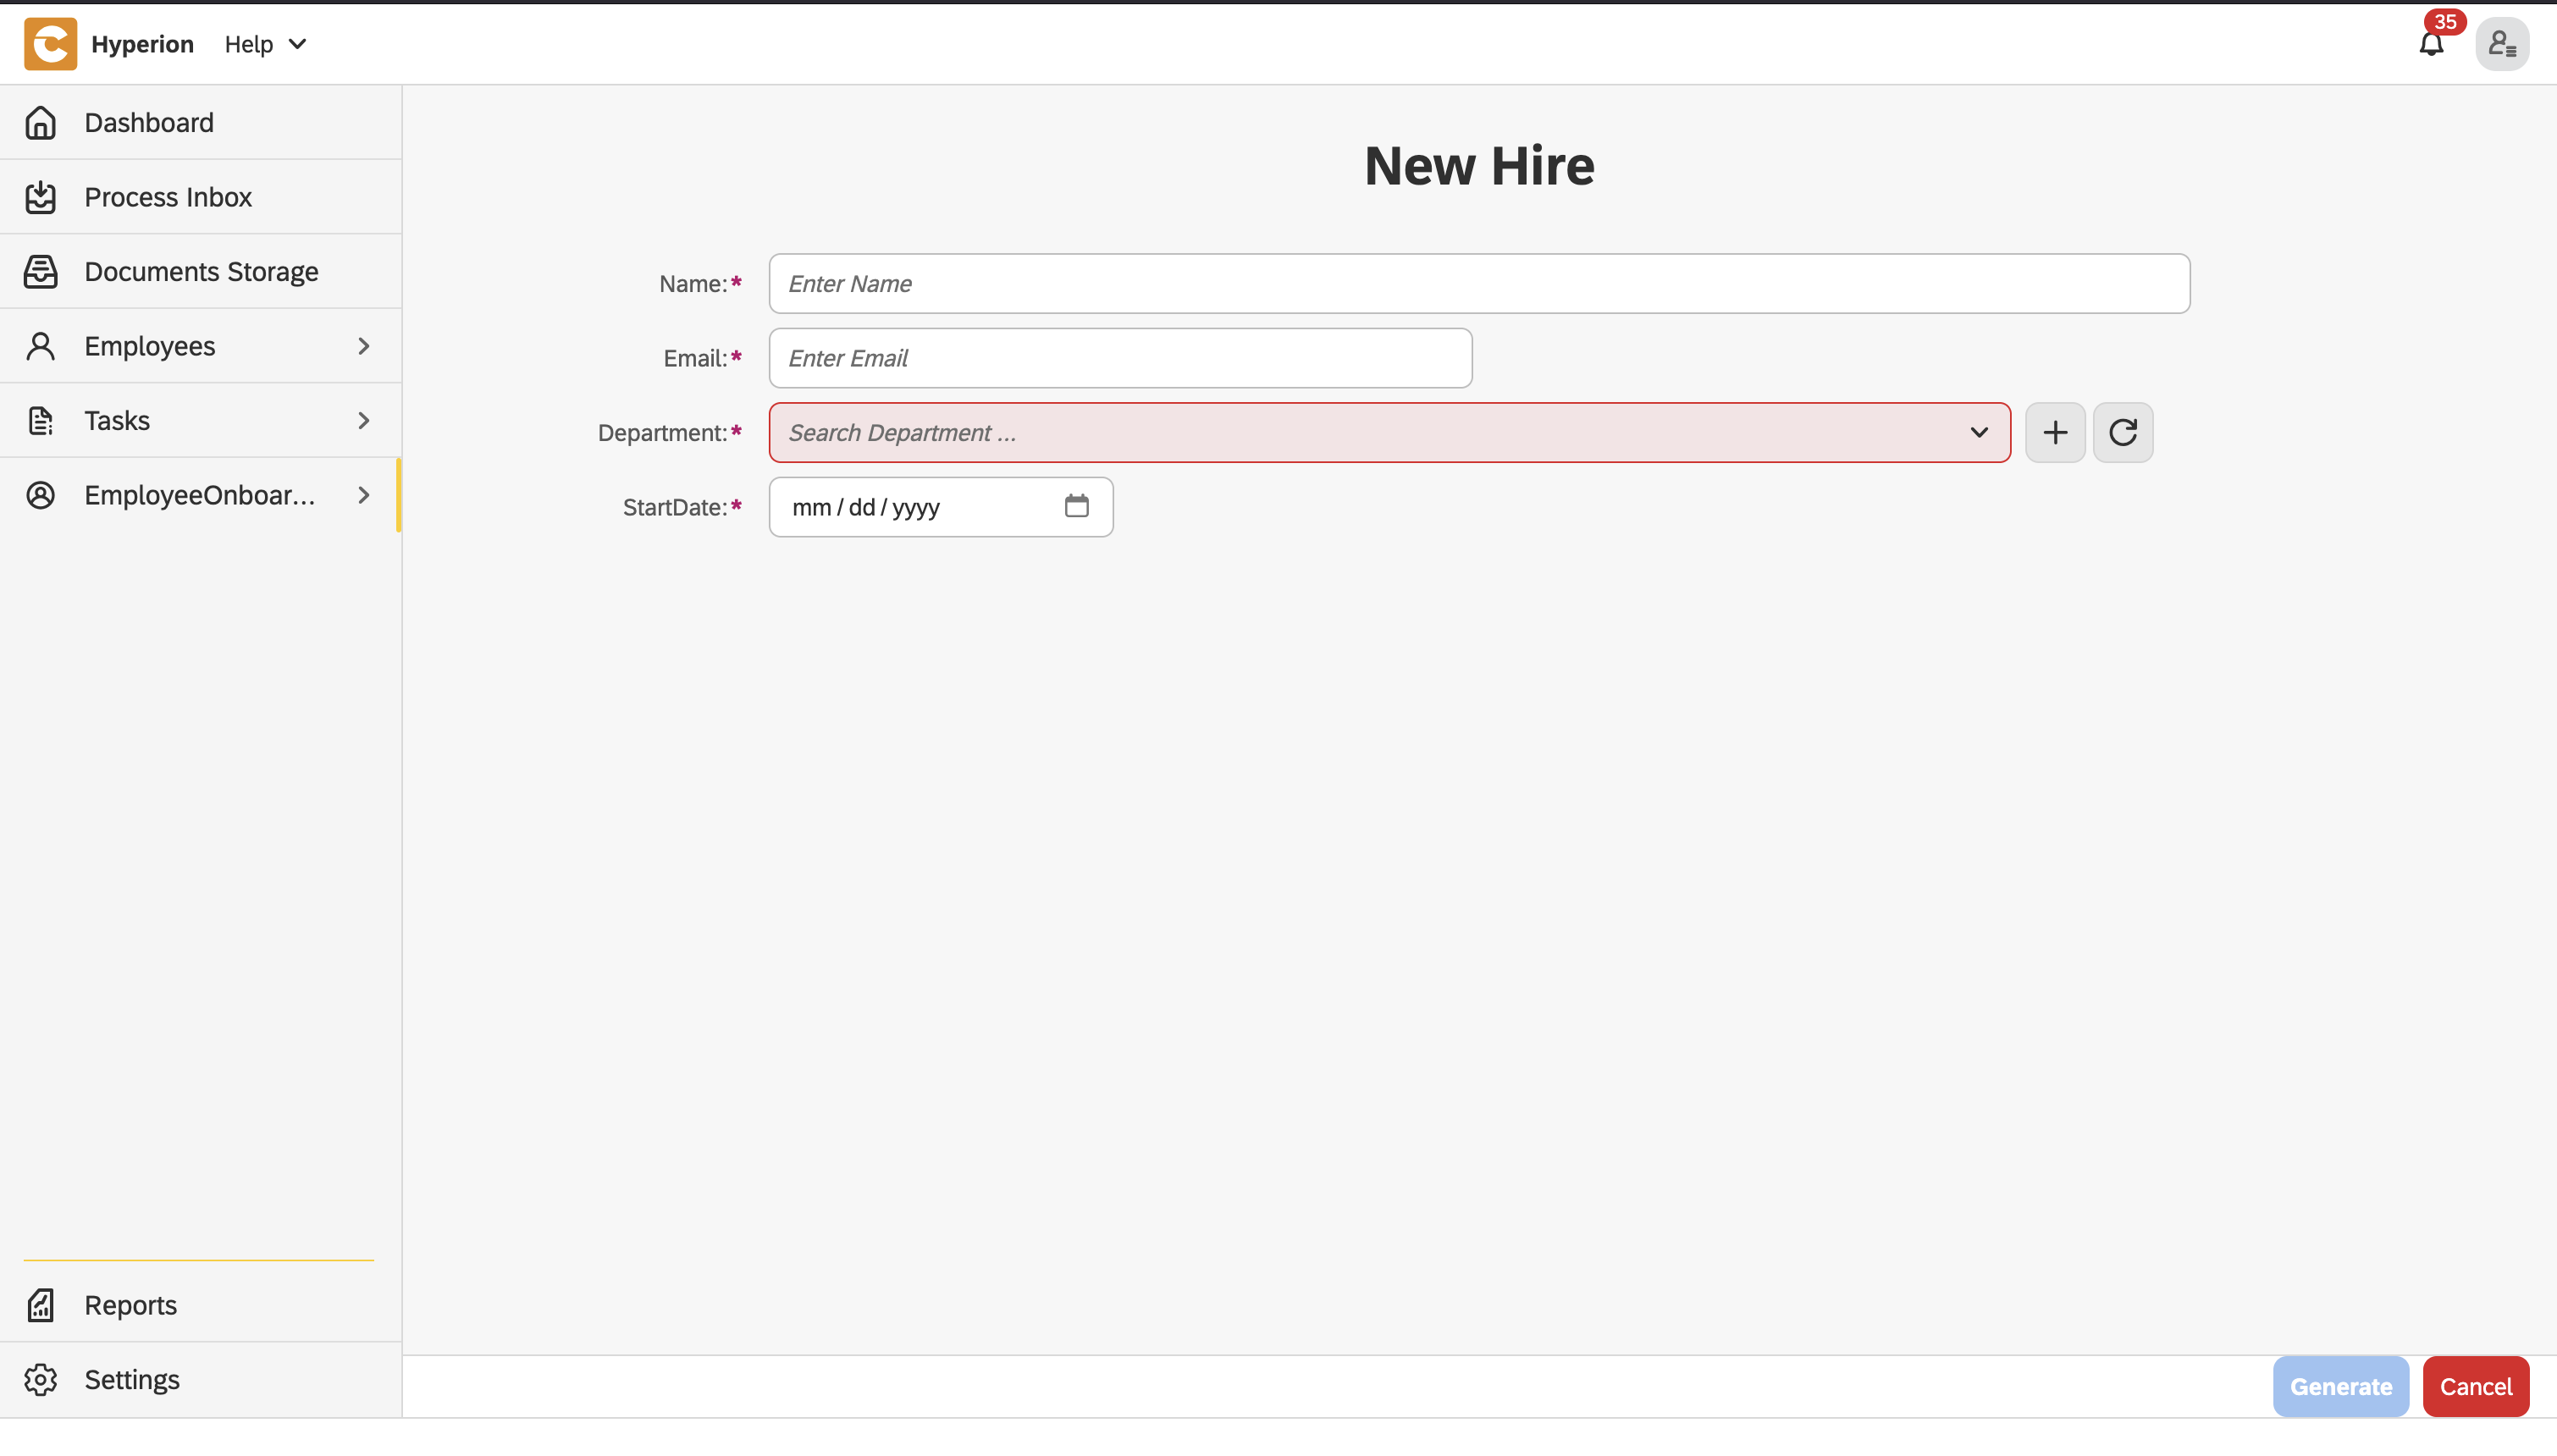 Hyperion Help
35
Dashboard
Process Inbox
Documents Storage
Employees
Tasks
EmployeeOnboar...
Reports
Settings
New Hire
Name:* Enter Name
Email:* Enter Email
Department:* Search Department ...
StartDate:* mm/dd/yyyy
Generate Cancel